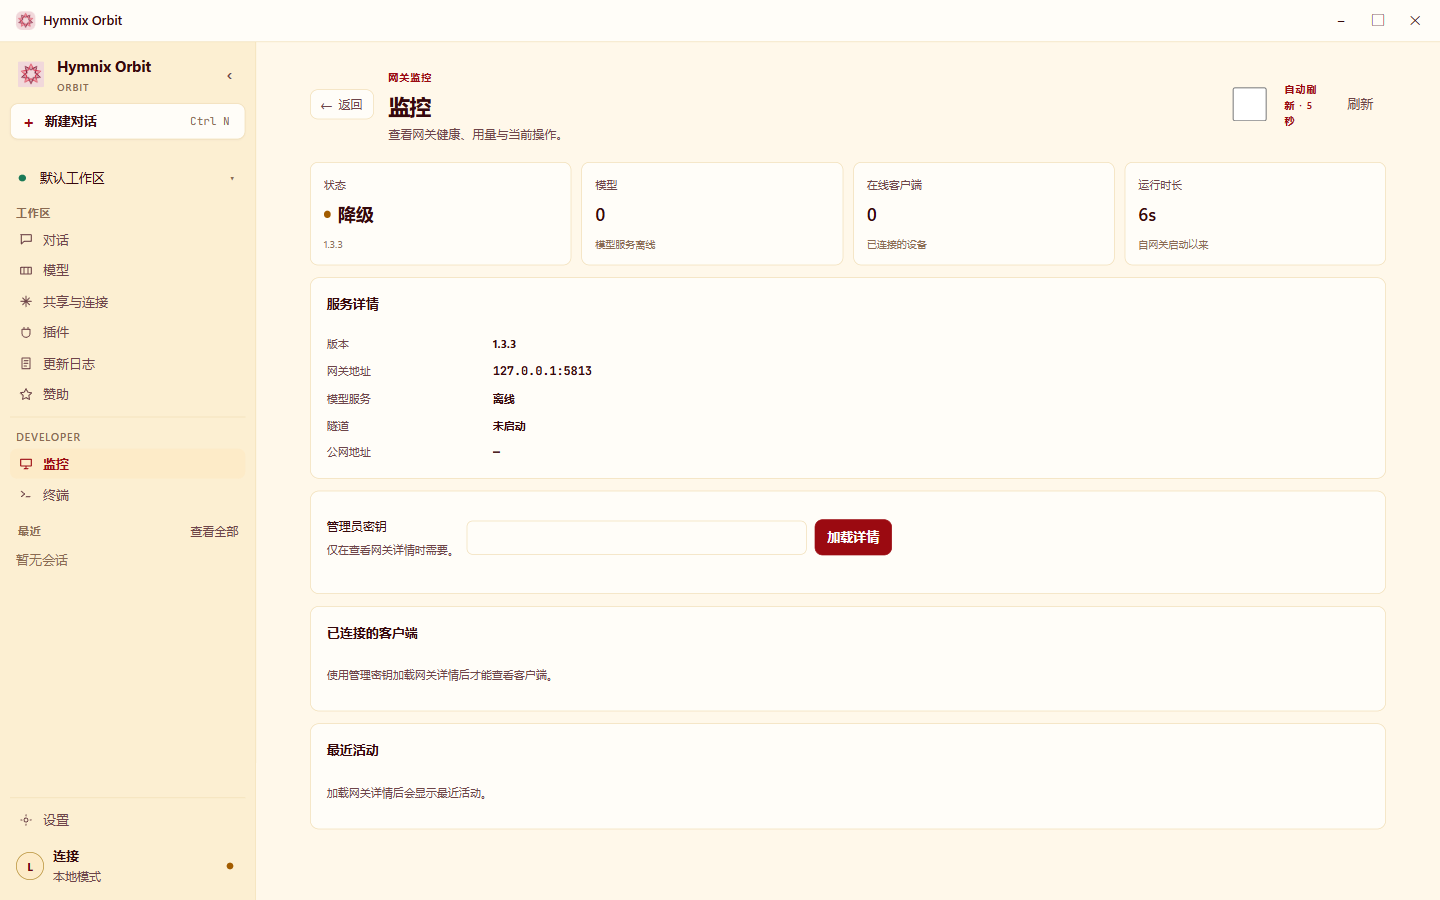 Hymnix Orbit
Hymnix Orbit
ORBIT
+ 新建对话 Ctrl N
默认工作区
工作区
对话
模型
共享与连接
插件
更新日志
赞助
DEVELOPER
监控
终端
最近 查看全部
暂无会话
设置
L
连接
本地模式
← 返回
网关监控
监控
查看网关健康、用量与当前操作。
自动刷
新 · 5
秒
刷新
状态
降级
1.3.3
模型
0
模型服务离线
在线客户端
0
已连接的设备
运行时长
6s
自网关启动以来
服务详情
版本 1.3.3
网关地址 127.0.0.1:5813
模型服务 离线
隧道 未启动
公网地址 —
管理员密钥
仅在查看网关详情时需要。
加载详情
已连接的客户端
使用管理密钥加载网关详情后才能查看客户端。
最近活动
加载网关详情后会显示最近活动。